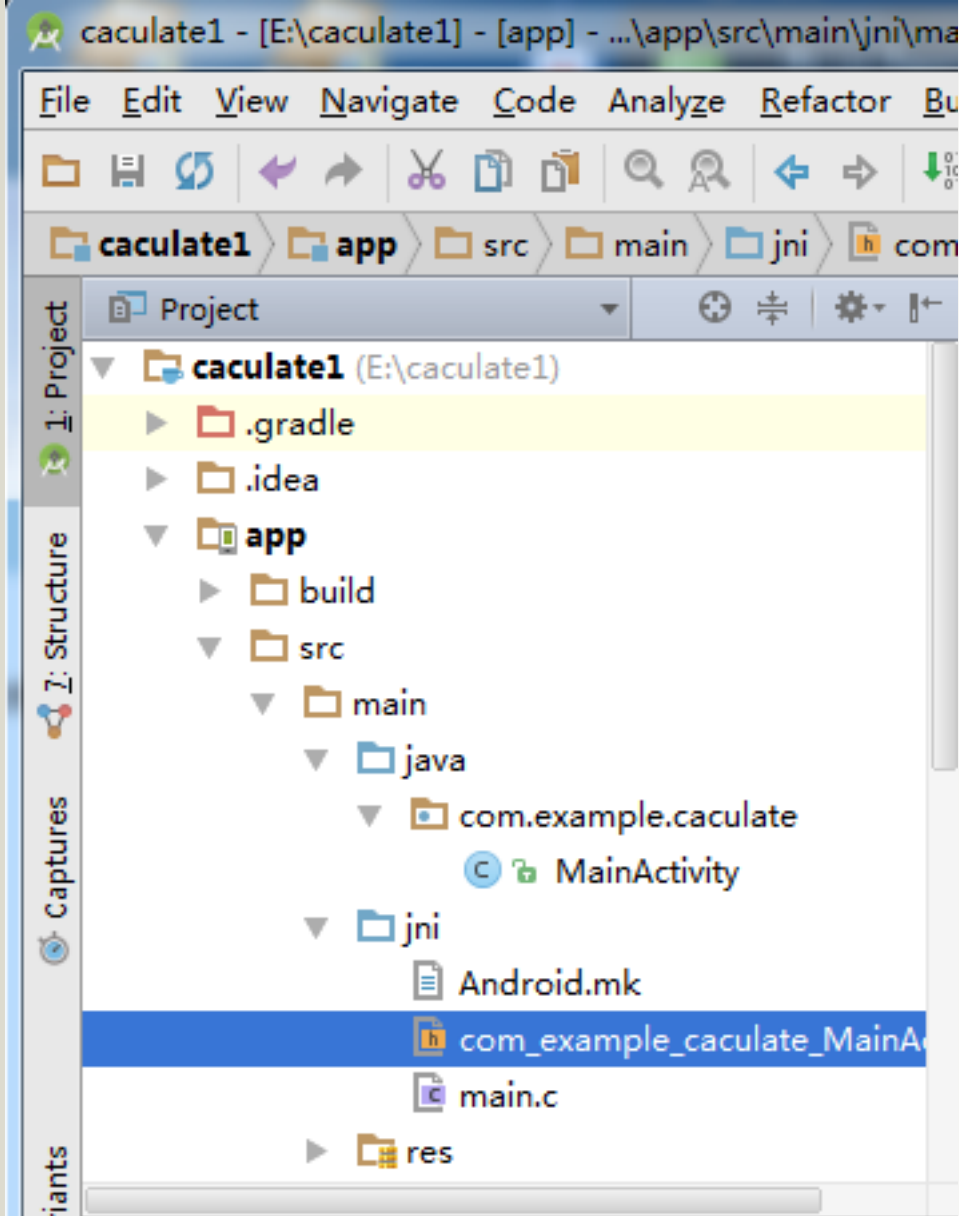 caculate1 - [E:\caculate1] - [app] - ...\app\src\main\jni\ma
File Edit View Navigate Code Analyze Refactor Bu
caculate1 app src main jni com
Project
1: Project
7: Structure
Captures
iants
caculate1 (E:\caculate1)
.gradle
.idea
app
build
src
main
java
com.example.caculate
MainActivity
jni
Android.mk
com_example_caculate_MainAc
main.c
res